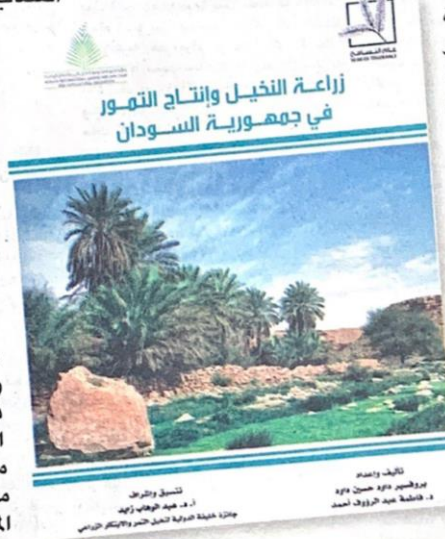 زراعة النخيل وإنتاج التمور
في جمهورية السودان
تأليف وإعداد
بروفسير داود حسين داود
د. فاطمة عبد الرؤوف أحمد
تنسيق وإشراف
أ. د. عبد الوهاب زايد
جائزة خليفة الدولية لنخيل التمر والابتكار الزراعي